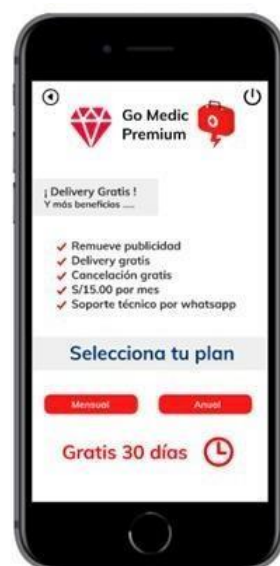 Go Medic
Premium
¡ Delivery Gratis !
Y más beneficios .....
Remueve publicidad
Delivery gratis
Cancelación gratis
S/15.00 por mes
Soporte técnico por whatsapp
Selecciona tu plan
Mensual
Anual
Gratis 30 días